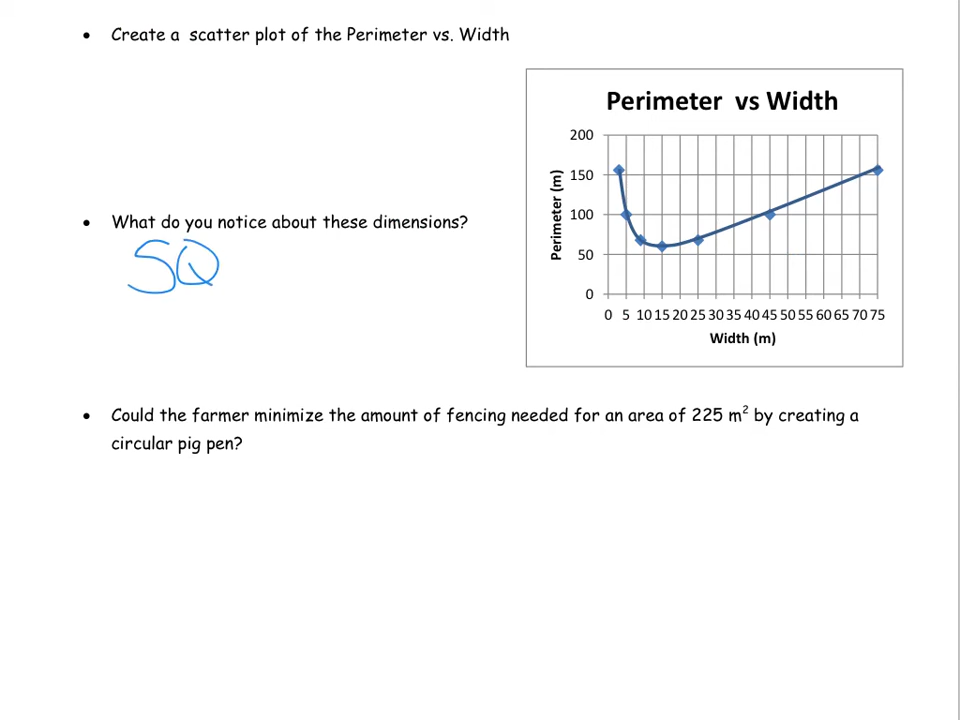 • Create a scatter plot of the Perimeter vs. Width
Perimeter vs Width
200
150
100
50
0
Perimeter (m)
0 5 10 15 20 25 30 35 40 45 50 55 60 65 70 75
Width (m)
• What do you notice about these dimensions?
SQ
• Could the farmer minimize the amount of fencing needed for an area of 225 m² by creating a
circular pig pen?